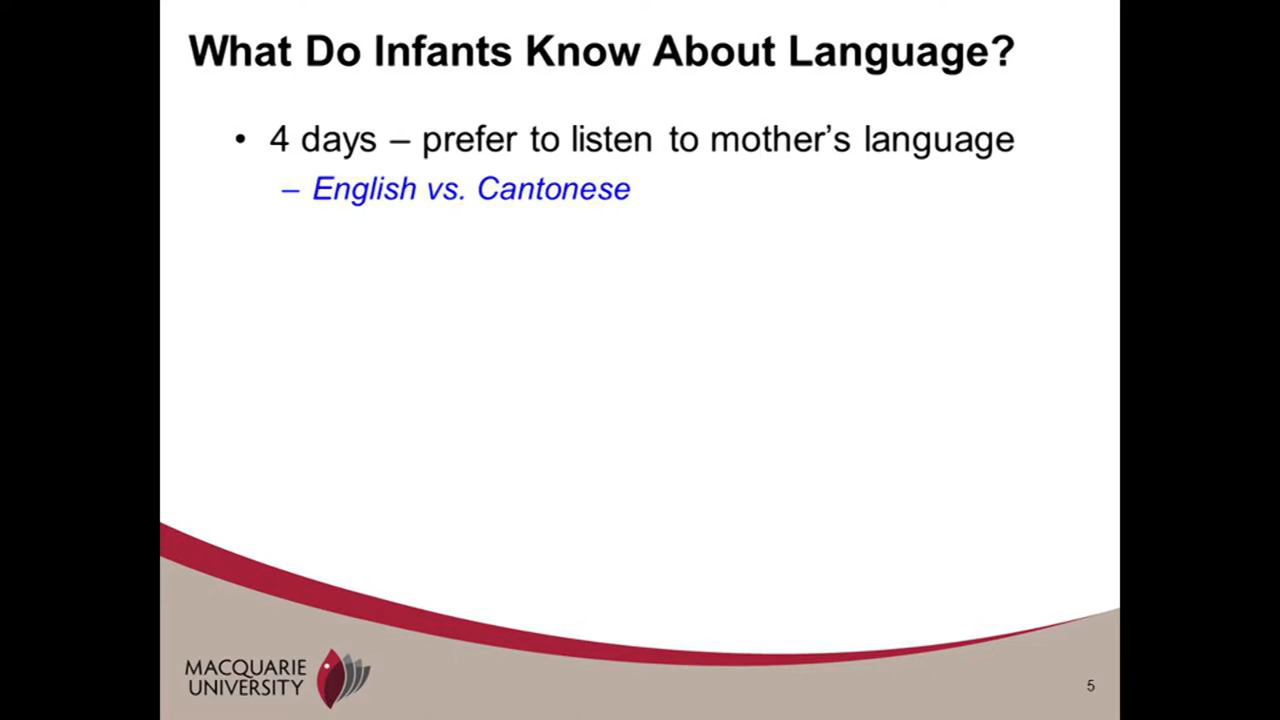 What Do Infants Know About Language?
• 4 days – prefer to listen to mother's language
– English vs. Cantonese
MACQUARIE
UNIVERSITY
5